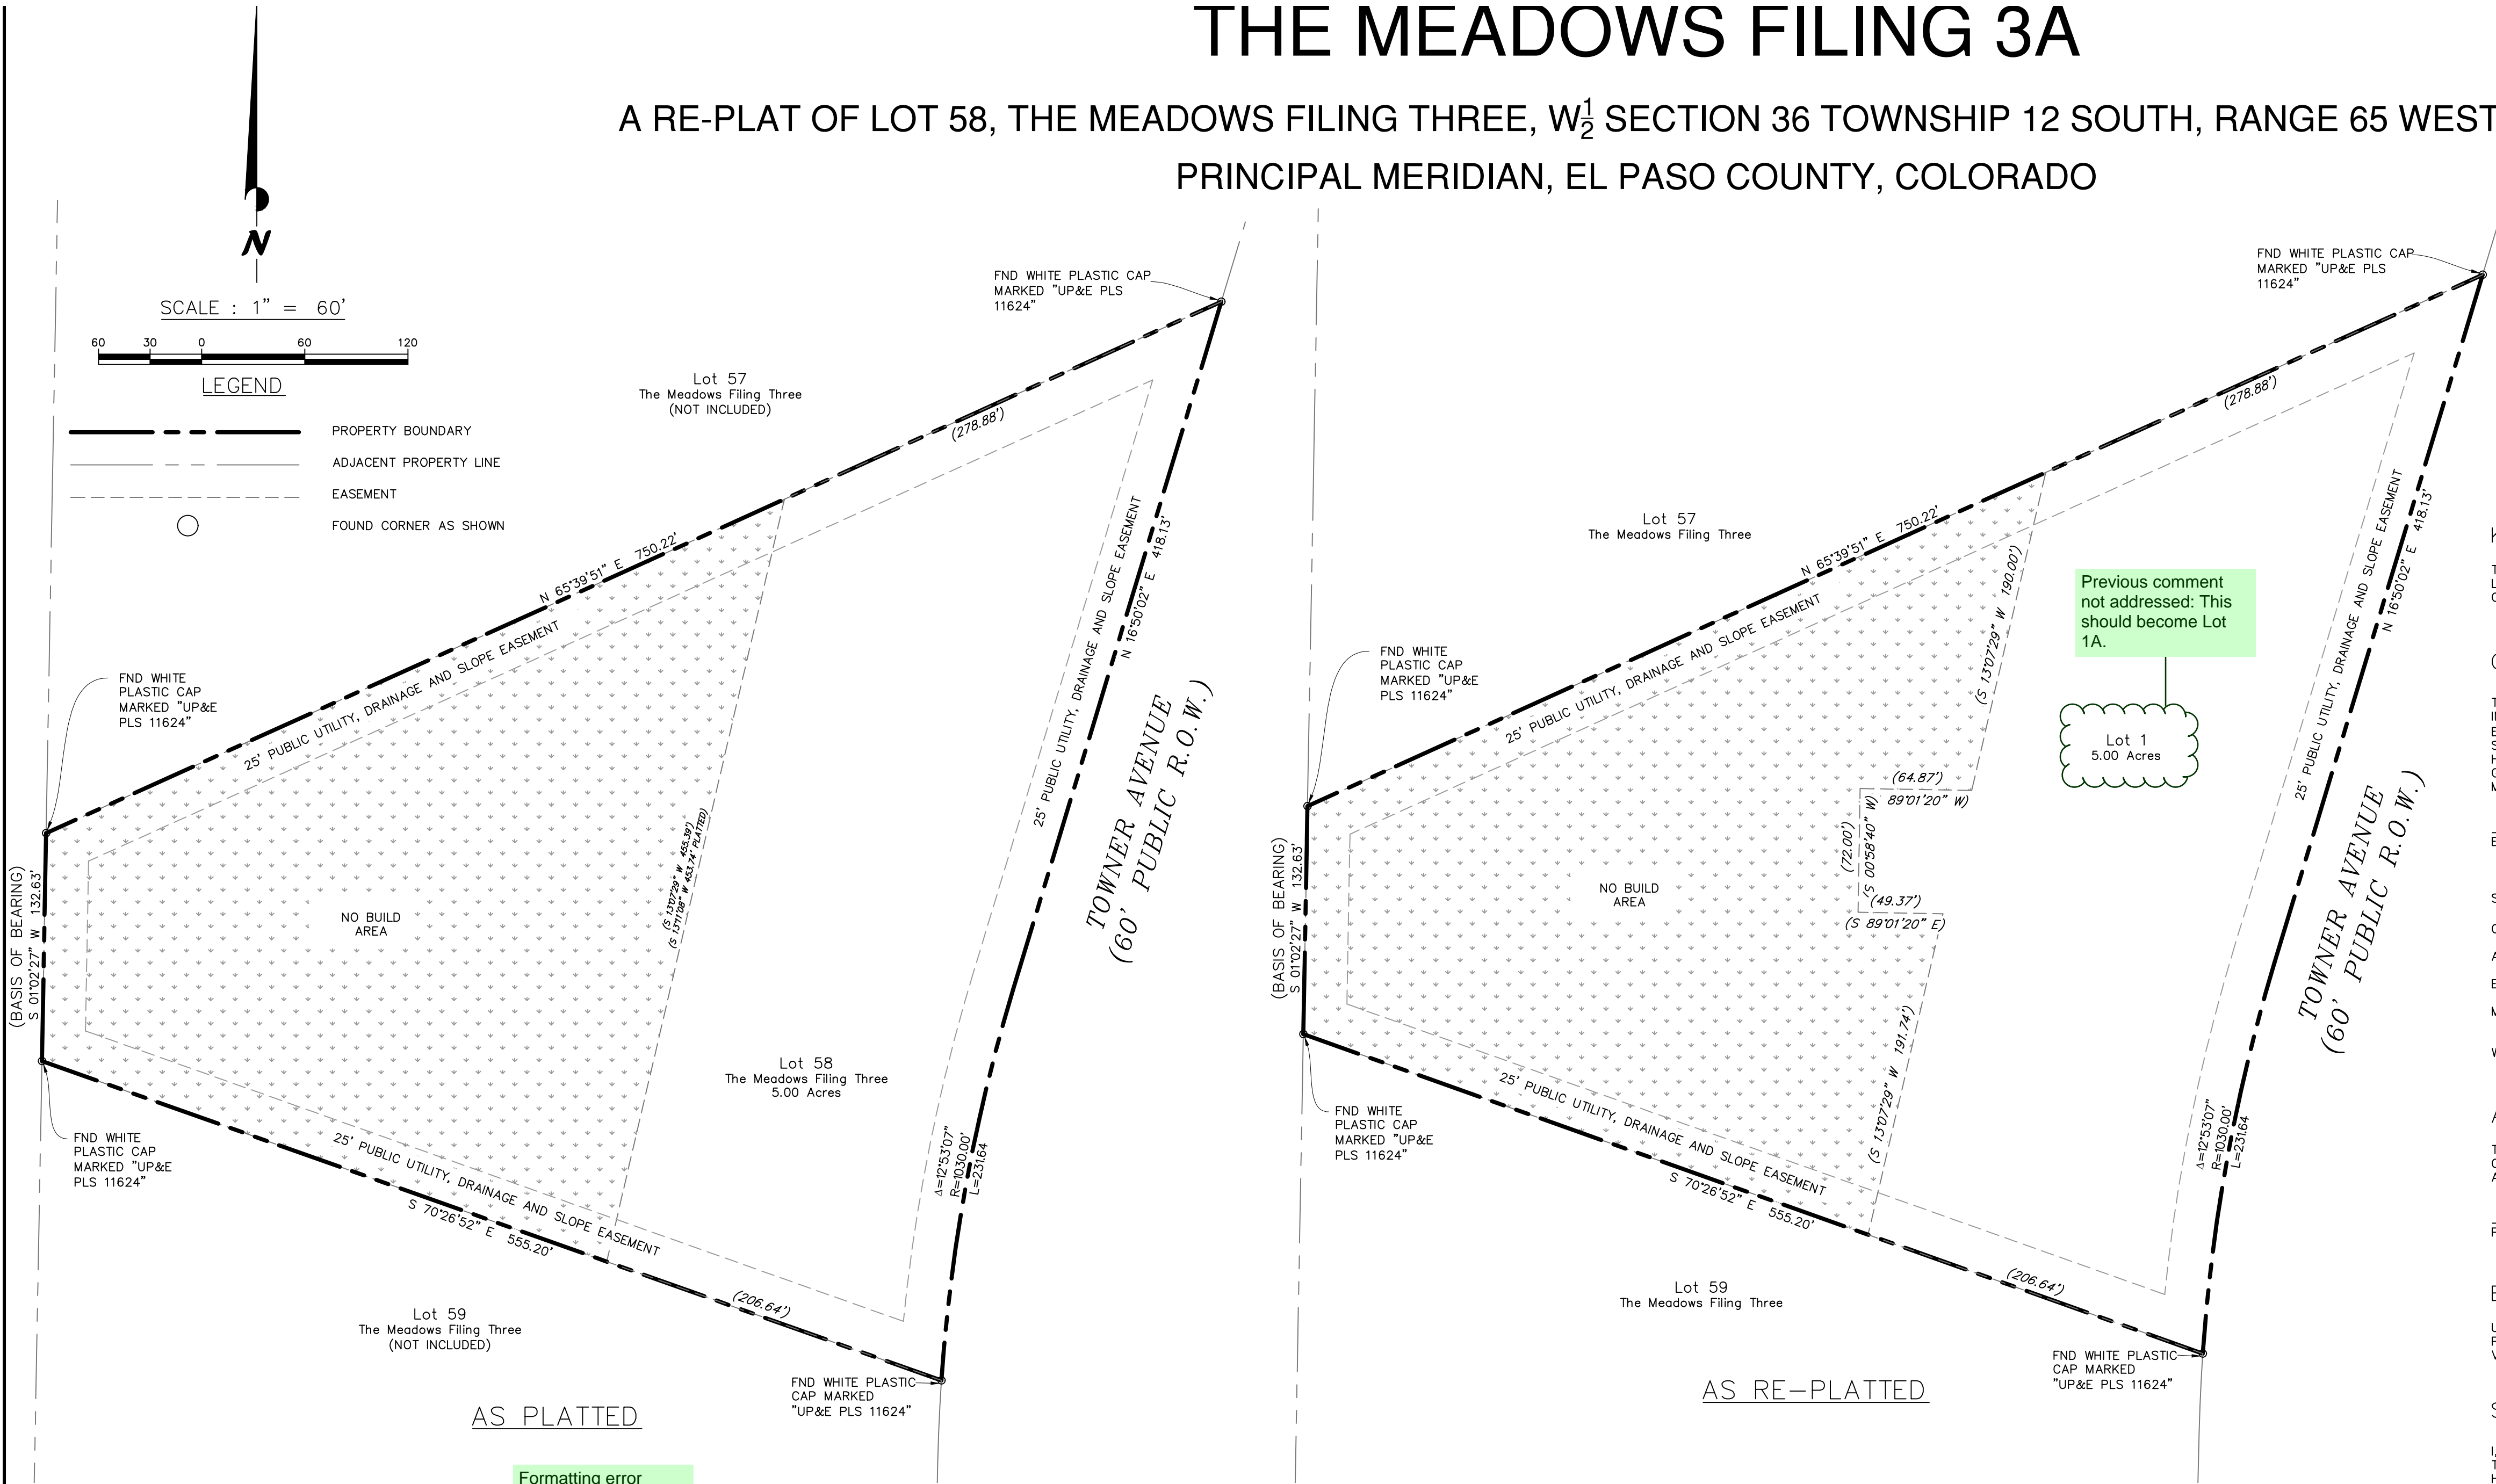 THE MEADOWS FILING 3A
A RE-PLAT OF LOT 58, THE MEADOWS FILING THREE, W1/2 SECTION 36 TOWNSHIP 12 SOUTH, RANGE 65 WEST
PRINCIPAL MERIDIAN, EL PASO COUNTY, COLORADO
N
SCALE : 1" = 60'
60 30 0 60 120
LEGEND
PROPERTY BOUNDARY
ADJACENT PROPERTY LINE
EASEMENT
FOUND CORNER AS SHOWN
FND WHITE PLASTIC CAP
MARKED "UP&E PLS
11624"
Lot 57
The Meadows Filing Three
(NOT INCLUDED)
(278.88')
N 65°39'51" E 750.22'
25' PUBLIC UTILITY, DRAINAGE AND SLOPE EASEMENT
25' PUBLIC UTILITY, DRAINAGE AND SLOPE EASEMENT
N 16°50'02" E 418.13'
FND WHITE
PLASTIC CAP
MARKED "UP&E
PLS 11624"
(BASIS OF BEARING)
S 01°02'27" W 132.63'
NO BUILD
AREA
(S 13°07'29" W 455.39')
(S 13°11'08" W 453.74' PLATTED)
TOWNER AVENUE
(60' PUBLIC R.O.W.)
Lot 58
The Meadows Filing Three
5.00 Acres
Δ=12°53'07"
R=1030.00'
L=231.64
FND WHITE
PLASTIC CAP
MARKED "UP&E
PLS 11624"
25' PUBLIC UTILITY, DRAINAGE AND SLOPE EASEMENT
S 70°26'52" E 555.20'
(206.64')
Lot 59
The Meadows Filing Three
(NOT INCLUDED)
FND WHITE PLASTIC
CAP MARKED
"UP&E PLS 11624"
AS PLATTED
Formatting error
FND WHITE PLASTIC CAP
MARKED "UP&E PLS
11624"
(278.88')
Lot 57
The Meadows Filing Three
N 65°39'51" E 750.22'
25' PUBLIC UTILITY, DRAINAGE AND SLOPE EASEMENT
(S 13°07'29" W 190.00')
25' PUBLIC UTILITY, DRAINAGE AND SLOPE EASEMENT
N 16°50'02" E 418.13'
Previous comment
not addressed: This
should become Lot
1A.
Lot 1
5.00 Acres
FND WHITE
PLASTIC CAP
MARKED "UP&E
PLS 11624"
(BASIS OF BEARING)
S 01°02'27" W 132.63'
(64.87')
89°01'20" W)
(72.00')
(S 00°58'40" W)
(49.37')
(S 89°01'20" E)
NO BUILD
AREA
TOWNER AVENUE
(60' PUBLIC R.O.W.)
(S 13°07'29" W 191.74')
Δ=12°53'07"
R=1030.00'
L=231.64
FND WHITE
PLASTIC CAP
MARKED "UP&E
PLS 11624"
25' PUBLIC UTILITY, DRAINAGE AND SLOPE EASEMENT
S 70°26'52" E 555.20'
(206.64')
Lot 59
The Meadows Filing Three
FND WHITE PLASTIC
CAP MARKED
"UP&E PLS 11624"
AS RE-PLATTED